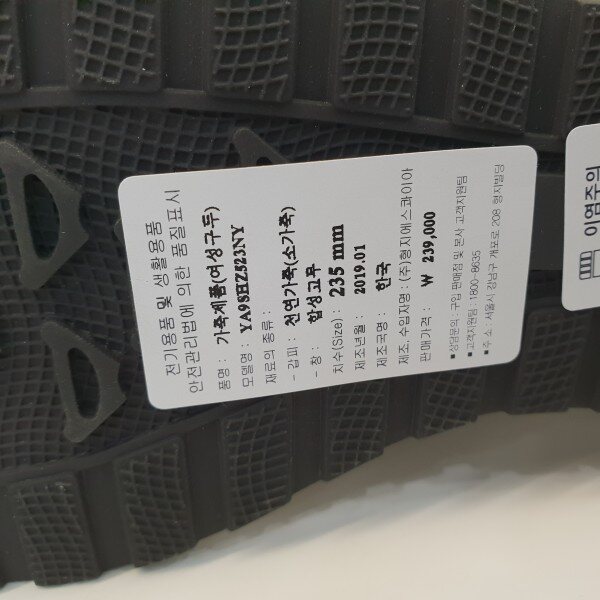 전기용품 및 생활용품
안전관리법에 의한 품질표시
품명 : 가죽제품(여성구두)
모델명 : YA9SHZ522NY
재료의 종류 :
- 갑피 : 천연가죽(소가죽)
- 창 : 합성고무
치수(Size) : 235 mm
제조년월 : 2019.01
제조국명 : 한국
제조, 수입자명 : (주)형지에스콰이아
판매가격 : ₩ 239,000
■ 상담문의 : 구입 판매점 및 본사 고객지원팀
■ 고객지원팀 : 1800-8635
■ 주 소 : 서울시 강남구 개포로 208 형지빌딩
이염주의